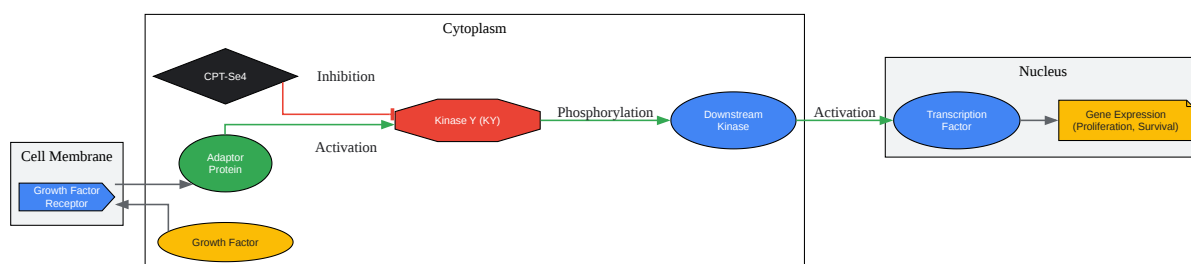 Cytoplasm
CPT-Se4
Inhibition
Nucleus
Kinase Y (KY)
Phosphorylation
Downstream
Kinase
Activation
Transcription
Factor
Gene Expression
(Proliferation, Survival)
Activation
Cell Membrane
Adaptor
Protein
Growth Factor
Receptor
Growth Factor